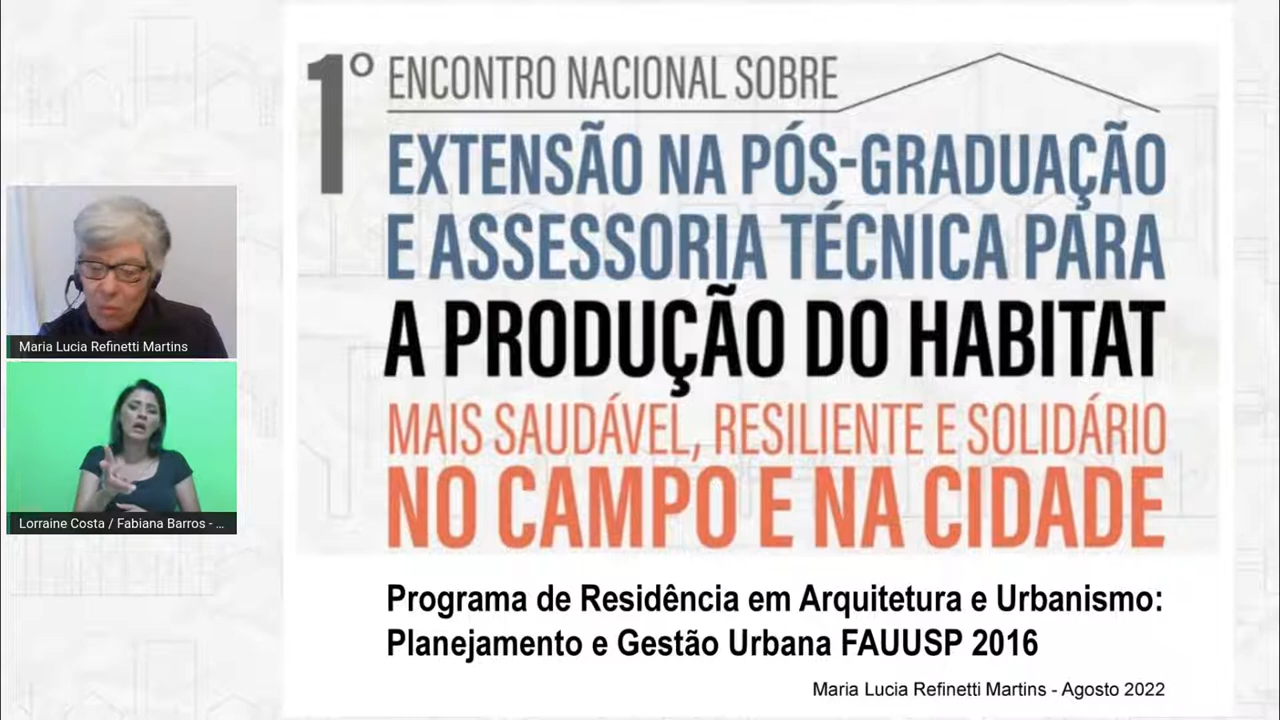 1º ENCONTRO NACIONAL SOBRE
EXTENSÃO NA PÓS-GRADUAÇÃO
E ASSESSORIA TÉCNICA PARA
A PRODUÇÃO DO HABITAT
MAIS SAUDÁVEL, RESILIENTE E SOLIDÁRIO
NO CAMPO E NA CIDADE
Programa de Residência em Arquitetura e Urbanismo:
Planejamento e Gestão Urbana FAUUSP 2016
Maria Lucia Refinetti Martins - Agosto 2022
Maria Lucia Refinetti Martins
Lorraine Costa / Fabiana Barros - ...